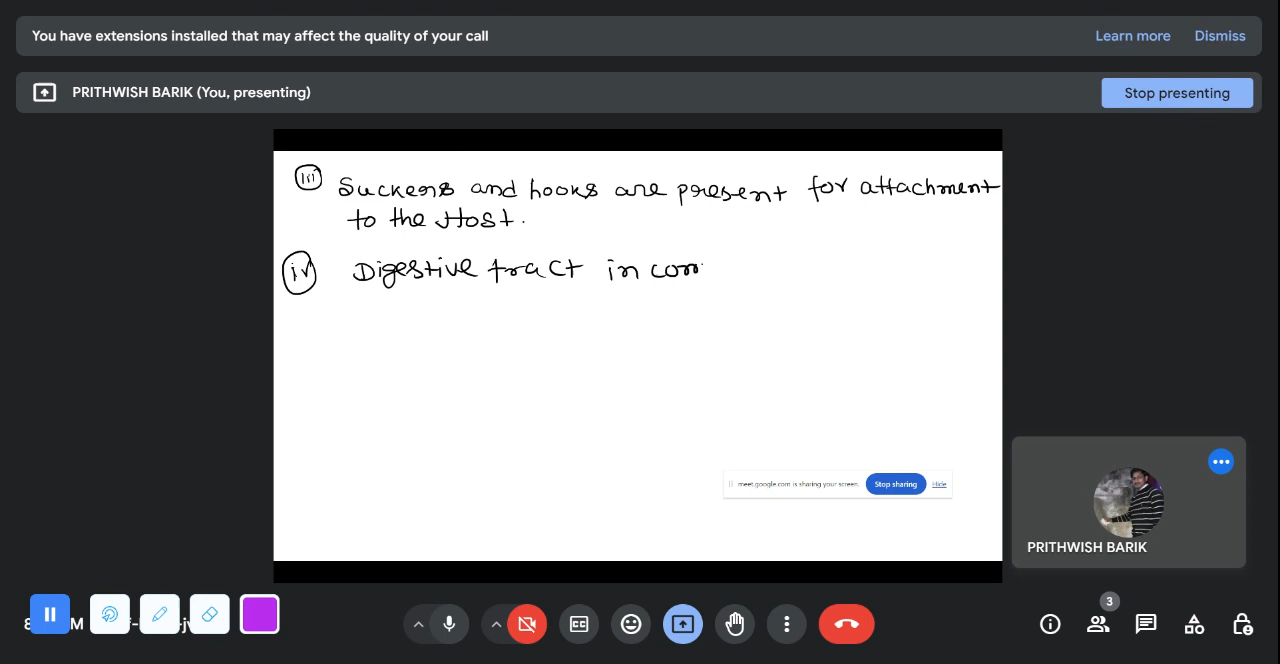 You have extensions installed that may affect the quality of your call
Learn more
Dismiss
PRITHWISH BARIK (You, presenting)
Stop presenting
(iii) Suckers and hooks are present for attachment
to the Host.
(iv) Digestive tract in com
meet.google.com is sharing your screen.
Stop sharing
Hide
PRITHWISH BARIK
3